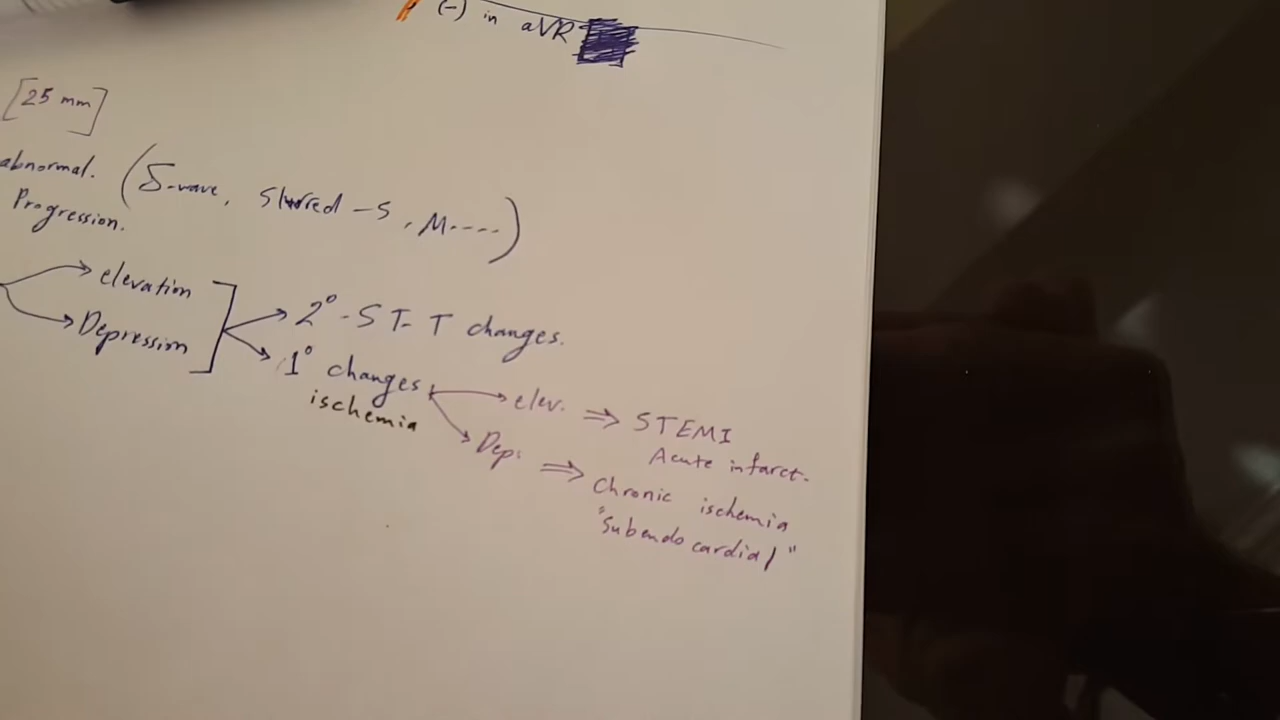 (-) in aVR
[25 mm]
abnormal. (δ-wave, slurred -S, M----)
Progression.
elevation
Depression
2° - ST- T changes.
1° changes
ischemia
elev. ⇒ STEMI
Acute infarct.
Dep. ⇒ Chronic ischemia
"Subendocardial"